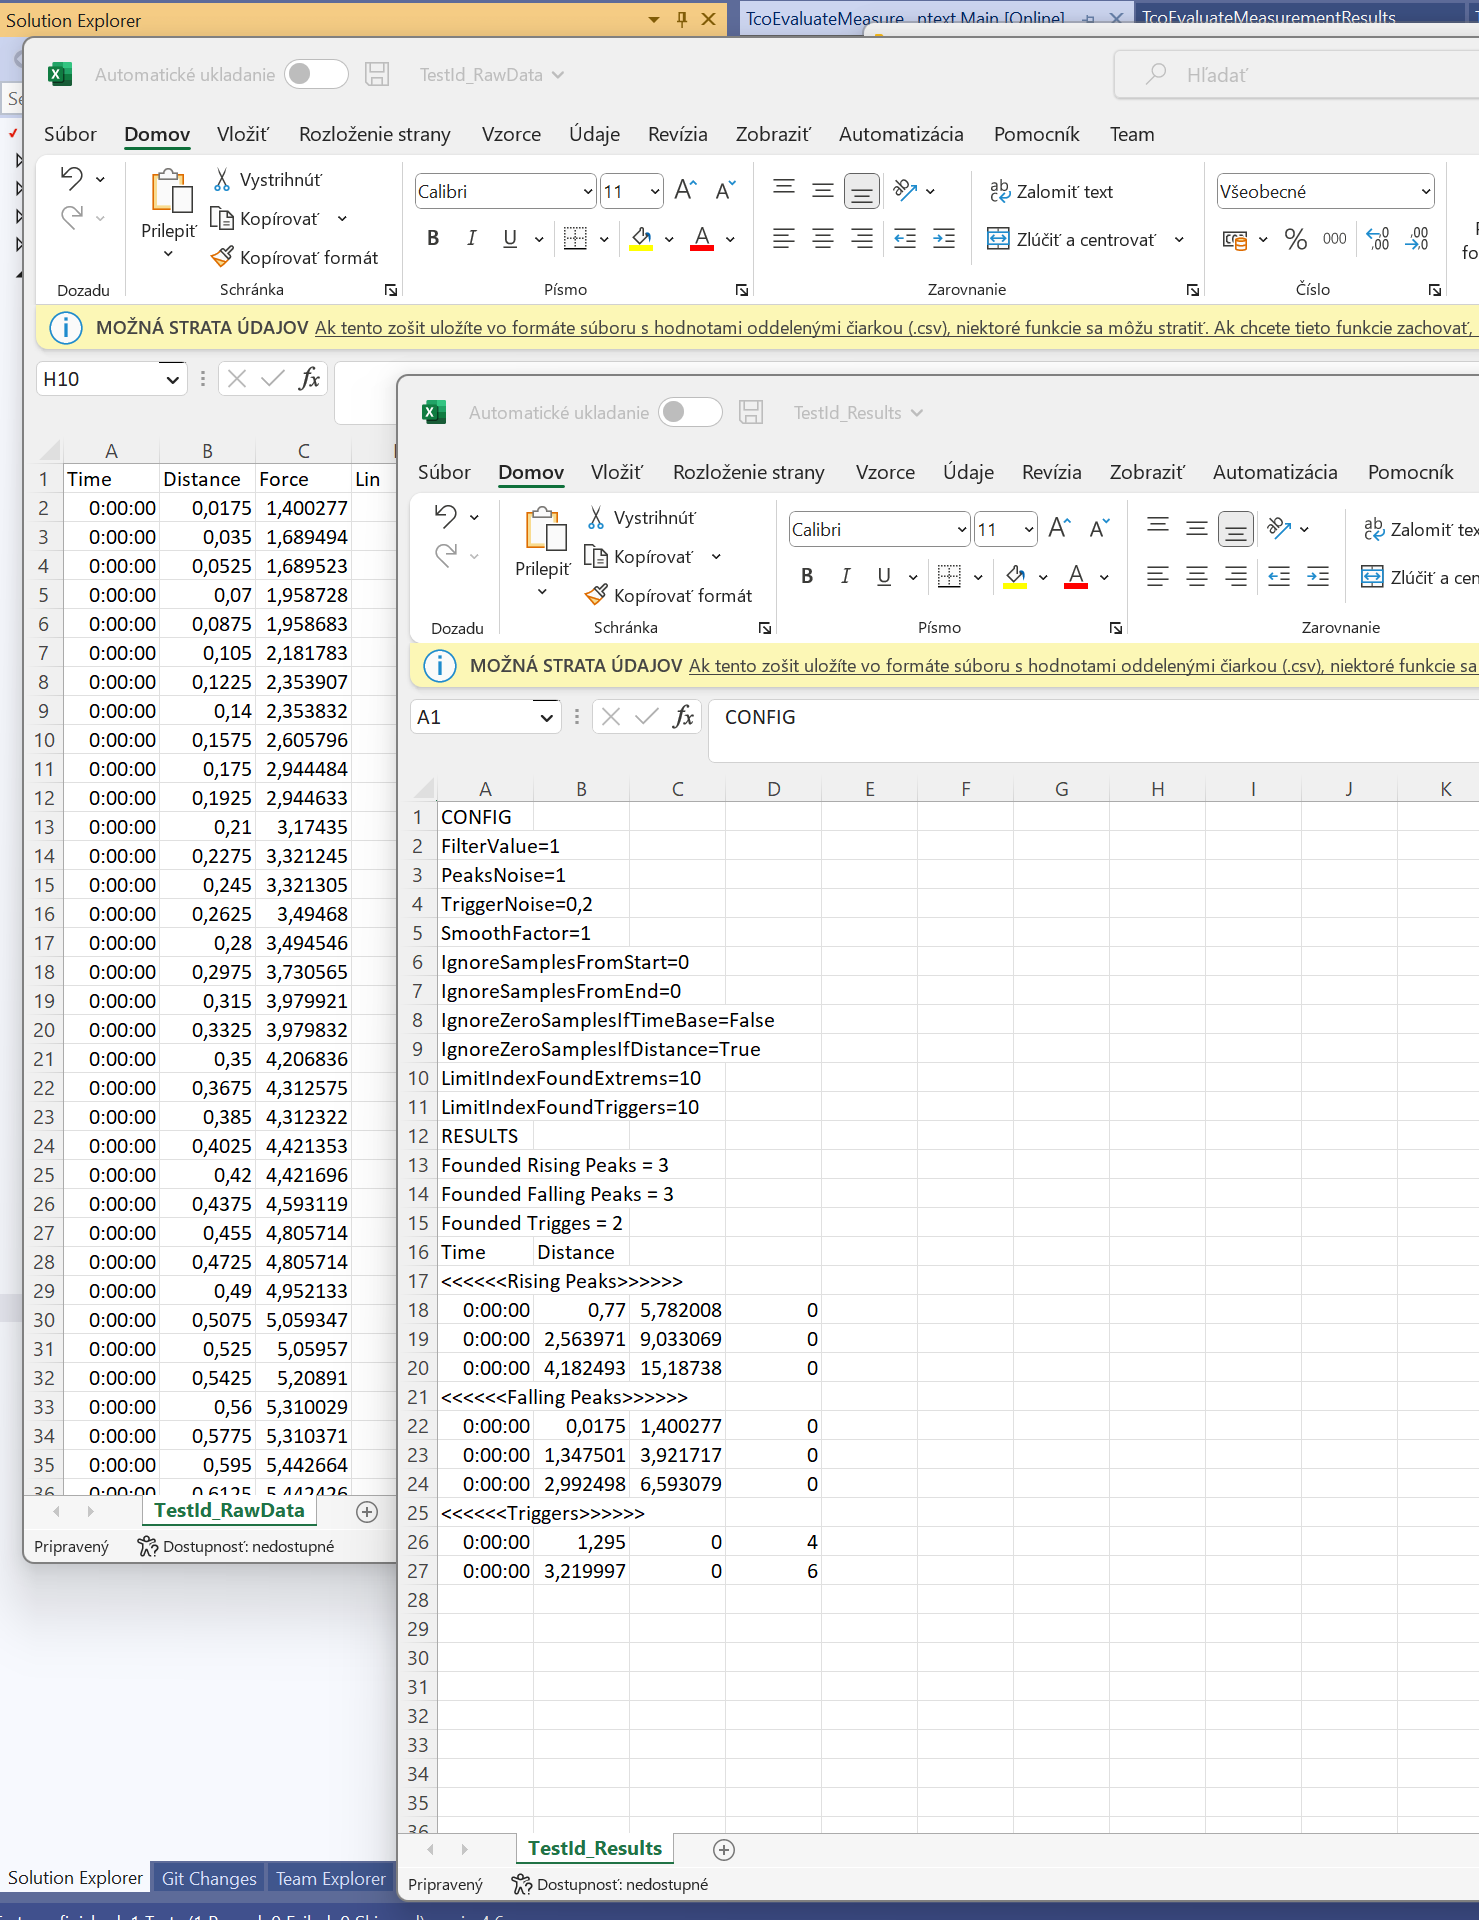 Solution Explorer
TcoEvaluateMeasure...ntext.Main [Online]
TcoEvaluateMeasurementResults
Automatické ukladanie
TestId_RawData
Hľadať
Súbor Domov Vložiť Rozloženie strany Vzorce Údaje Revízia Zobraziť Automatizácia Pomocník Team
Prilepiť
Vystrihnúť
Kopírovať
Kopírovať formát
Calibri 11
B I U
Zalomiť text
Zlúčiť a centrovať
Všeobecné
% 000
Dozadu Schránka Písmo Zarovnanie Číslo
MOŽNÁ STRATA ÚDAJOV Ak tento zošit uložíte vo formáte súboru s hodnotami oddelenými čiarkou (.csv), niektoré funkcie sa môžu stratiť. Ak chcete tieto funkcie zachovať,
H10 fx
A B C
1 Time Distance Force Lin
2 0:00:00 0,0175 1,400277
3 0:00:00 0,035 1,689494
4 0:00:00 0,0525 1,689523
5 0:00:00 0,07 1,958728
6 0:00:00 0,0875 1,958683
7 0:00:00 0,105 2,181783
8 0:00:00 0,1225 2,353907
9 0:00:00 0,14 2,353832
10 0:00:00 0,1575 2,605796
11 0:00:00 0,175 2,944484
12 0:00:00 0,1925 2,944633
13 0:00:00 0,21 3,17435
14 0:00:00 0,2275 3,321245
15 0:00:00 0,245 3,321305
16 0:00:00 0,2625 3,49468
17 0:00:00 0,28 3,494546
18 0:00:00 0,2975 3,730565
19 0:00:00 0,315 3,979921
20 0:00:00 0,3325 3,979832
21 0:00:00 0,35 4,206836
22 0:00:00 0,3675 4,312575
23 0:00:00 0,385 4,312322
24 0:00:00 0,4025 4,421353
25 0:00:00 0,42 4,421696
26 0:00:00 0,4375 4,593119
27 0:00:00 0,455 4,805714
28 0:00:00 0,4725 4,805714
29 0:00:00 0,49 4,952133
30 0:00:00 0,5075 5,059347
31 0:00:00 0,525 5,05957
32 0:00:00 0,5425 5,20891
33 0:00:00 0,56 5,310029
34 0:00:00 0,5775 5,310371
35 0:00:00 0,595 5,442664
36 0:00:00 0,6125 5,442426
TestId_RawData
Pripravený Dostupnosť: nedostupné
Automatické ukladanie
TestId_Results
Súbor Domov Vložiť Rozloženie strany Vzorce Údaje Revízia Zobraziť Automatizácia Pomocník
Prilepiť
Vystrihnúť
Kopírovať
Kopírovať formát
Calibri 11
B I U
Zalomiť tex
Zlúčiť a cen
Dozadu Schránka Písmo Zarovnanie
MOŽNÁ STRATA ÚDAJOV Ak tento zošit uložíte vo formáte súboru s hodnotami oddelenými čiarkou (.csv), niektoré funkcie sa
A1 fx CONFIG
A B C D E F G H I J K
1 CONFIG
2 FilterValue=1
3 PeaksNoise=1
4 TriggerNoise=0,2
5 SmoothFactor=1
6 IgnoreSamplesFromStart=0
7 IgnoreSamplesFromEnd=0
8 IgnoreZeroSamplesIfTimeBase=False
9 IgnoreZeroSamplesIfDistance=True
10 LimitIndexFoundExtrems=10
11 LimitIndexFoundTriggers=10
12 RESULTS
13 Founded Rising Peaks = 3
14 Founded Falling Peaks = 3
15 Founded Trigges = 2
16 Time Distance
17 <<<<<<Rising Peaks>>>>>>
18 0:00:00 0,77 5,782008 0
19 0:00:00 2,563971 9,033069 0
20 0:00:00 4,182493 15,18738 0
21 <<<<<<Falling Peaks>>>>>>
22 0:00:00 0,0175 1,400277 0
23 0:00:00 1,347501 3,921717 0
24 0:00:00 2,992498 6,593079 0
25 <<<<<<Triggers>>>>>>
26 0:00:00 1,295 0 4
27 0:00:00 3,219997 0 6
28
29
30
31
32
33
34
35
36
TestId_Results
Pripravený Dostupnosť: nedostupné
Solution Explorer Git Changes Team Explorer